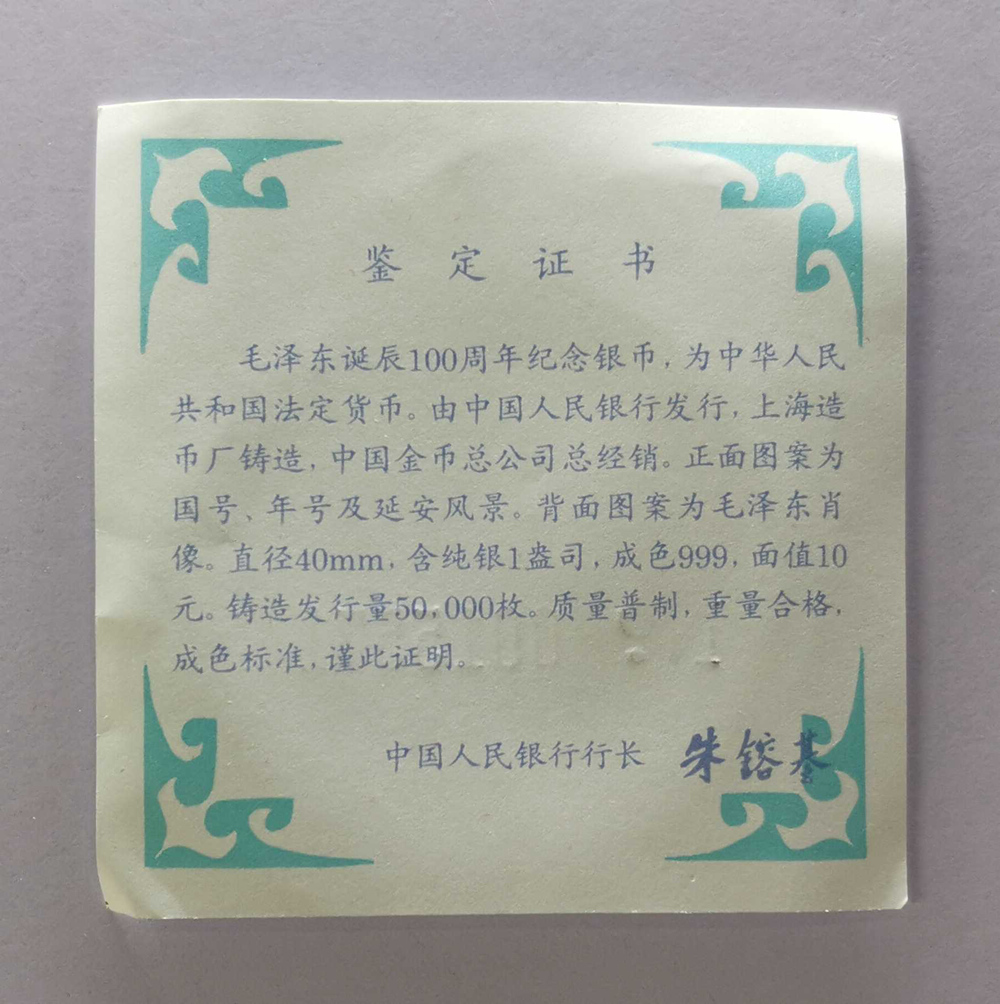 鉴定证书
毛泽东诞辰100周年纪念银币,为中华人民
共和国法定货币。由中国人民银行发行,上海造
币厂铸造,中国金币总公司总经销。正面图案为
国号、年号及延安风景。背面图案为毛泽东肖
像。直径40mm,含纯银1盎司,成色999,面值10
元。铸造发行量50,000枚。质量普制,重量合格,
成色标准,谨此证明。
中国人民银行行长 朱镕基